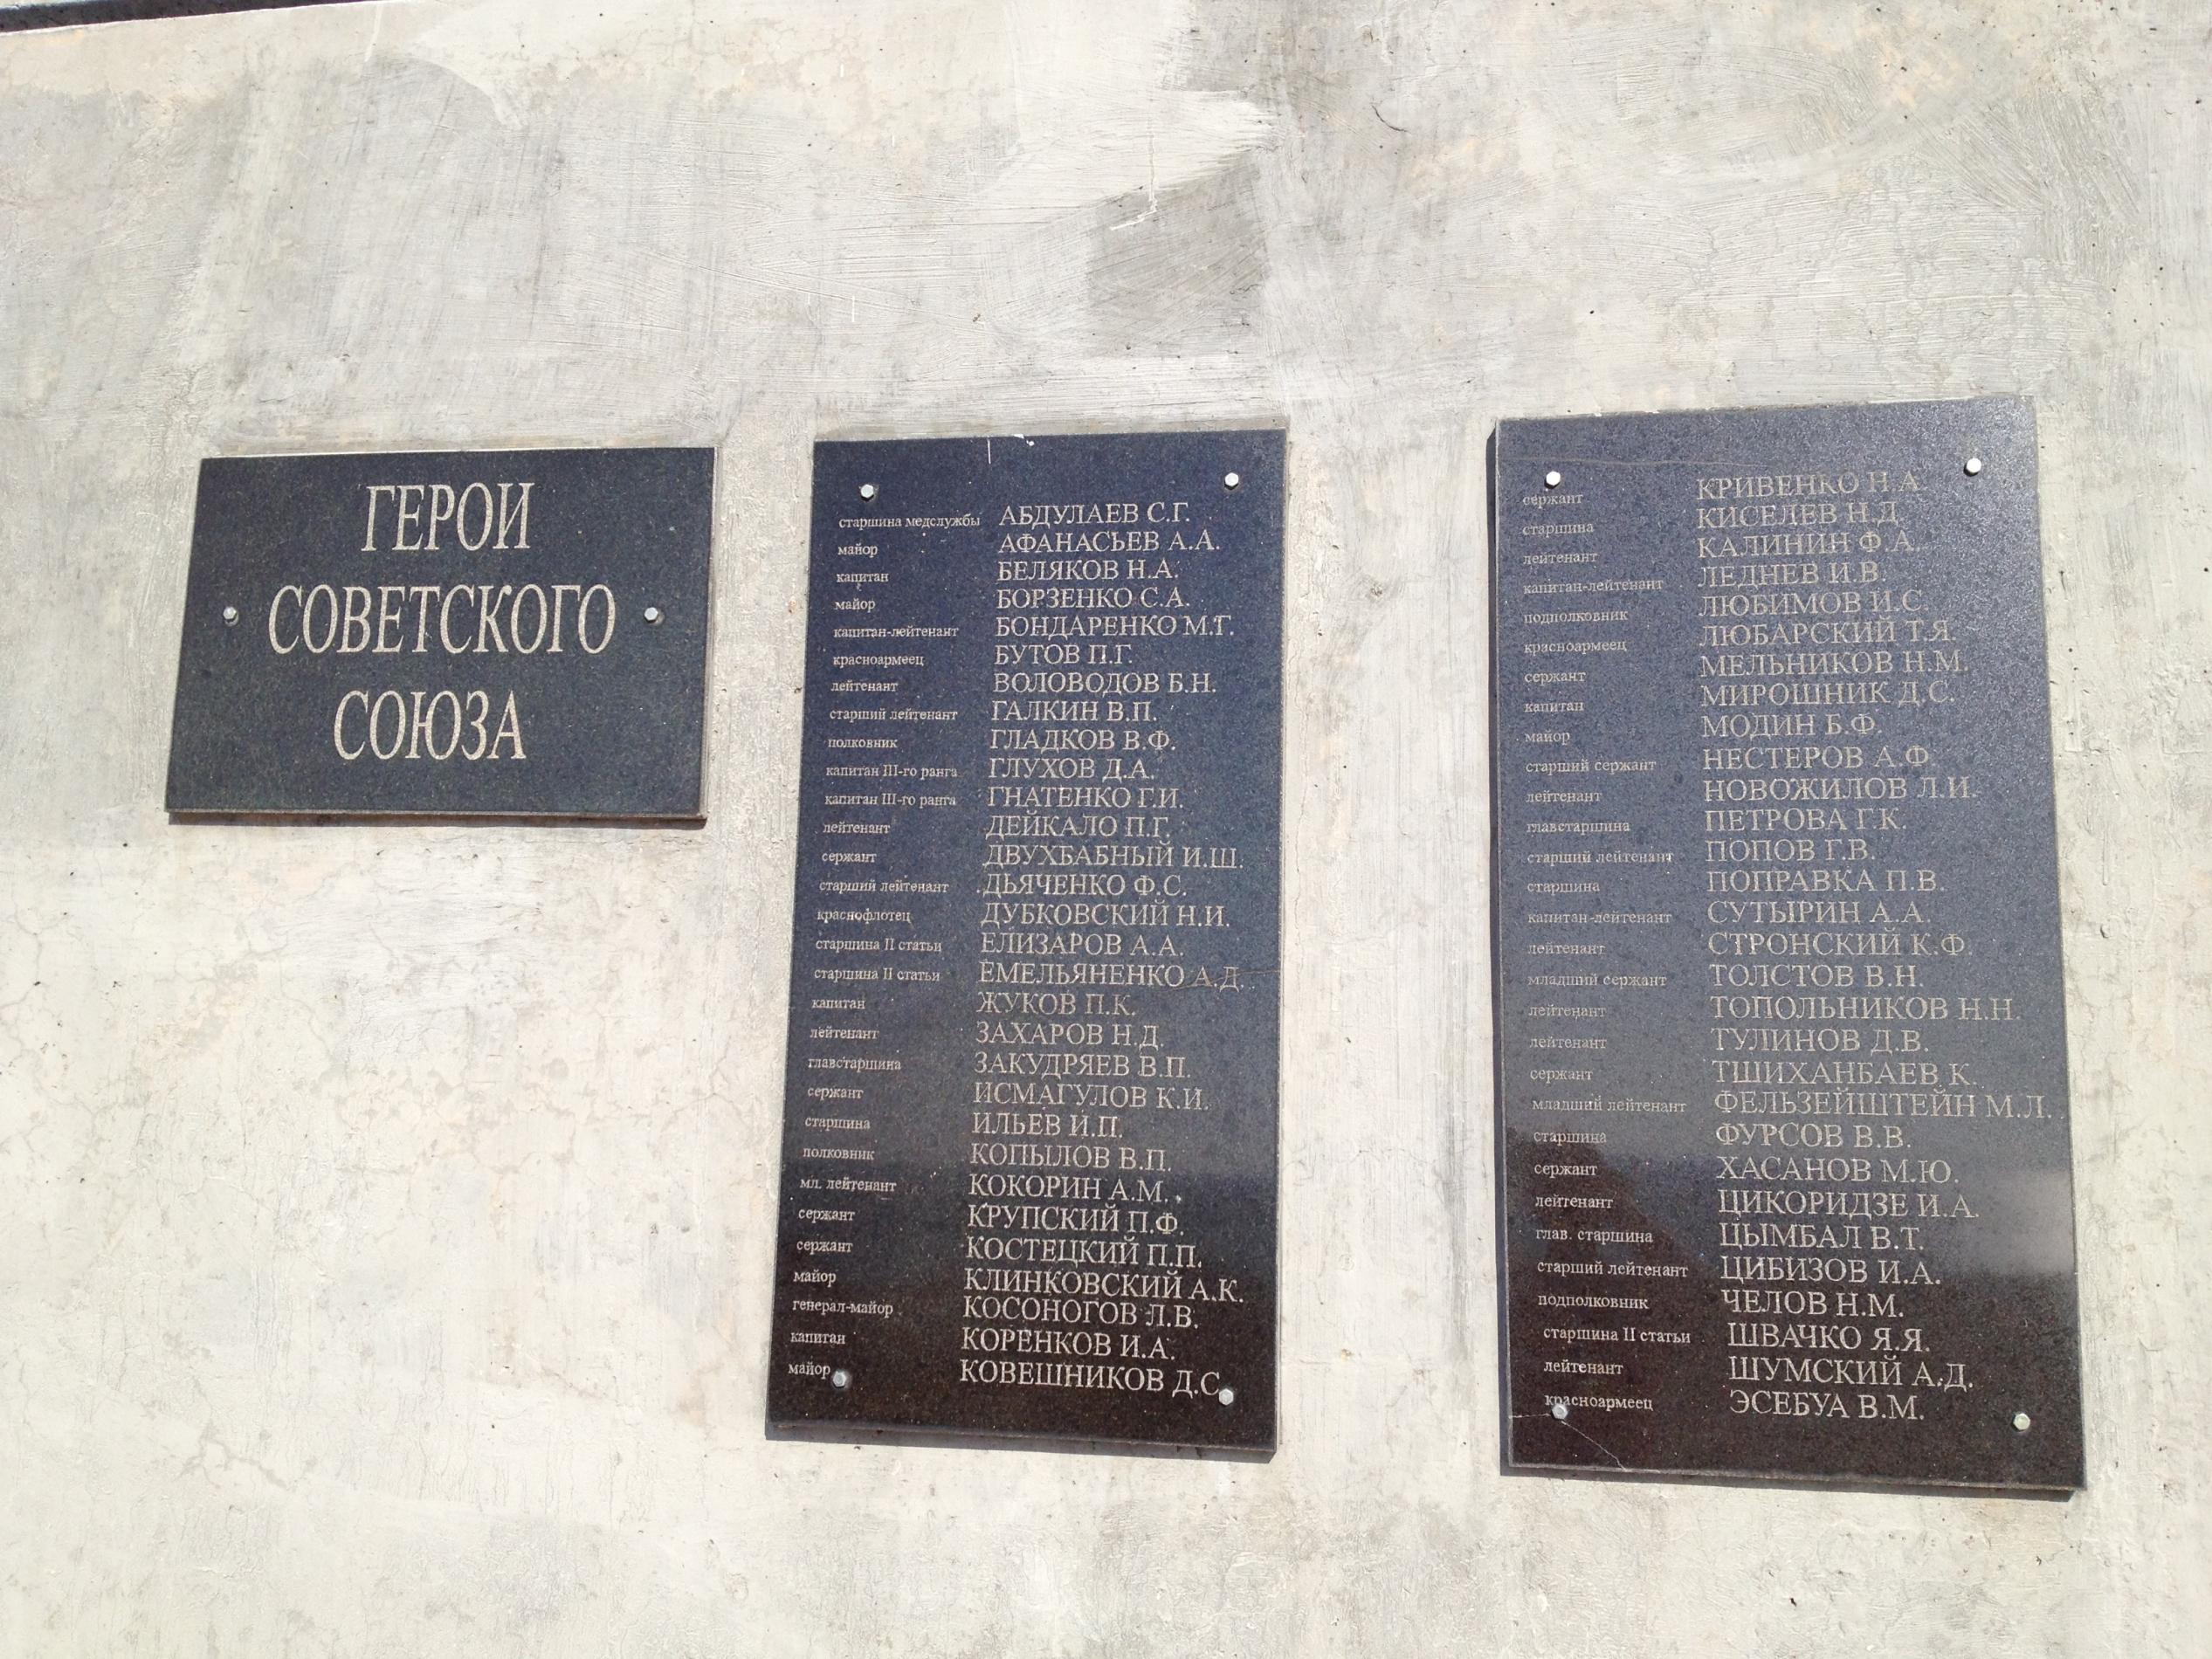 ГЕРОИ
СОВЕТСКОГО
СОЮЗА
старшина медслужбы АБДУЛАЕВ С.Г.
майор АФАНАСЬЕВ А.А.
капитан БЕЛЯКОВ Н.А.
майор БОРЗЕНКО С.А.
капитан-лейтенант БОНДАРЕНКО М.Г.
красноармеец БУТОВ П.Г.
лейтенант ВОЛОВОДОВ Б.Н.
старший лейтенант ГАЛКИН В.П.
полковник ГЛАДКОВ В.Ф.
капитан III-го ранга ГЛУХОВ Д.А.
капитан III-го ранга ГНАТЕНКО Г.И.
лейтенант ДЕЙКАЛО П.Г.
сержант ДВУХБАБНЫЙ И.Ш.
старший лейтенант ДЬЯЧЕНКО Ф.С.
краснофлотец ДУБКОВСКИЙ Н.И.
старшина II статьи ЕЛИЗАРОВ А.А.
старшина II статьи ЕМЕЛЬЯНЕНКО А.Д.
капитан ЖУКОВ П.К.
лейтенант ЗАХАРОВ Н.Д.
главстаршина ЗАКУДРЯЕВ В.П.
сержант ИСМАГУЛОВ К.И.
старшина ИЛЬЕВ И.П.
полковник КОПЫЛОВ В.П.
мл. лейтенант КОКОРИН А.М.
сержант КРУПСКИЙ П.Ф.
сержант КОСТЕЦКИЙ П.П.
майор КЛИНКОВСКИЙ А.К.
генерал-майор КОСОНОГОВ Л.В.
капитан КОРЕНКОВ И.А.
майор КОВЕШНИКОВ Д.С.
сержант КРИВЕНКО Н.А.
старшина КИСЕЛЕВ Н.Д.
лейтенант КАЛИНИН Ф.А.
капитан-лейтенант ЛЕДНЕВ И.В.
подполковник ЛЮБИМОВ И.С.
красноармеец ЛЮБАРСКИЙ Т.Я.
сержант МЕЛЬНИКОВ Н.М.
капитан МИРОШНИК Д.С.
майор МОДИН Б.Ф.
старший сержант НЕСТЕРОВ А.Ф.
лейтенант НОВОЖИЛОВ Л.И.
главстаршина ПЕТРОВА Г.К.
старший лейтенант ПОПОВ Г.В.
старшина ПОПРАВКА П.В.
капитан-лейтенант СУТЫРИН А.А.
лейтенант СТРОНСКИЙ К.Ф.
младший сержант ТОЛСТОВ В.Н.
лейтенант ТОПОЛЬНИКОВ Н.Н.
лейтенант ТУЛИНОВ Д.В.
сержант ТШИХАНБАЕВ К.
младший лейтенант ФЕЛЬЗЕЙШТЕЙН М.Л.
старшина ФУРСОВ В.В.
сержант ХАСАНОВ М.Ю.
лейтенант ЦИКОРИДЗЕ И.А.
глав. старшина ЦЫМБАЛ В.Т.
старший лейтенант ЦИБИЗОВ И.А.
подполковник ЧЕЛОВ Н.М.
старшина II статьи ШВАЧКО Я.Я.
лейтенант ШУМСКИЙ А.Д.
красноармеец ЭСЕБУА В.М.